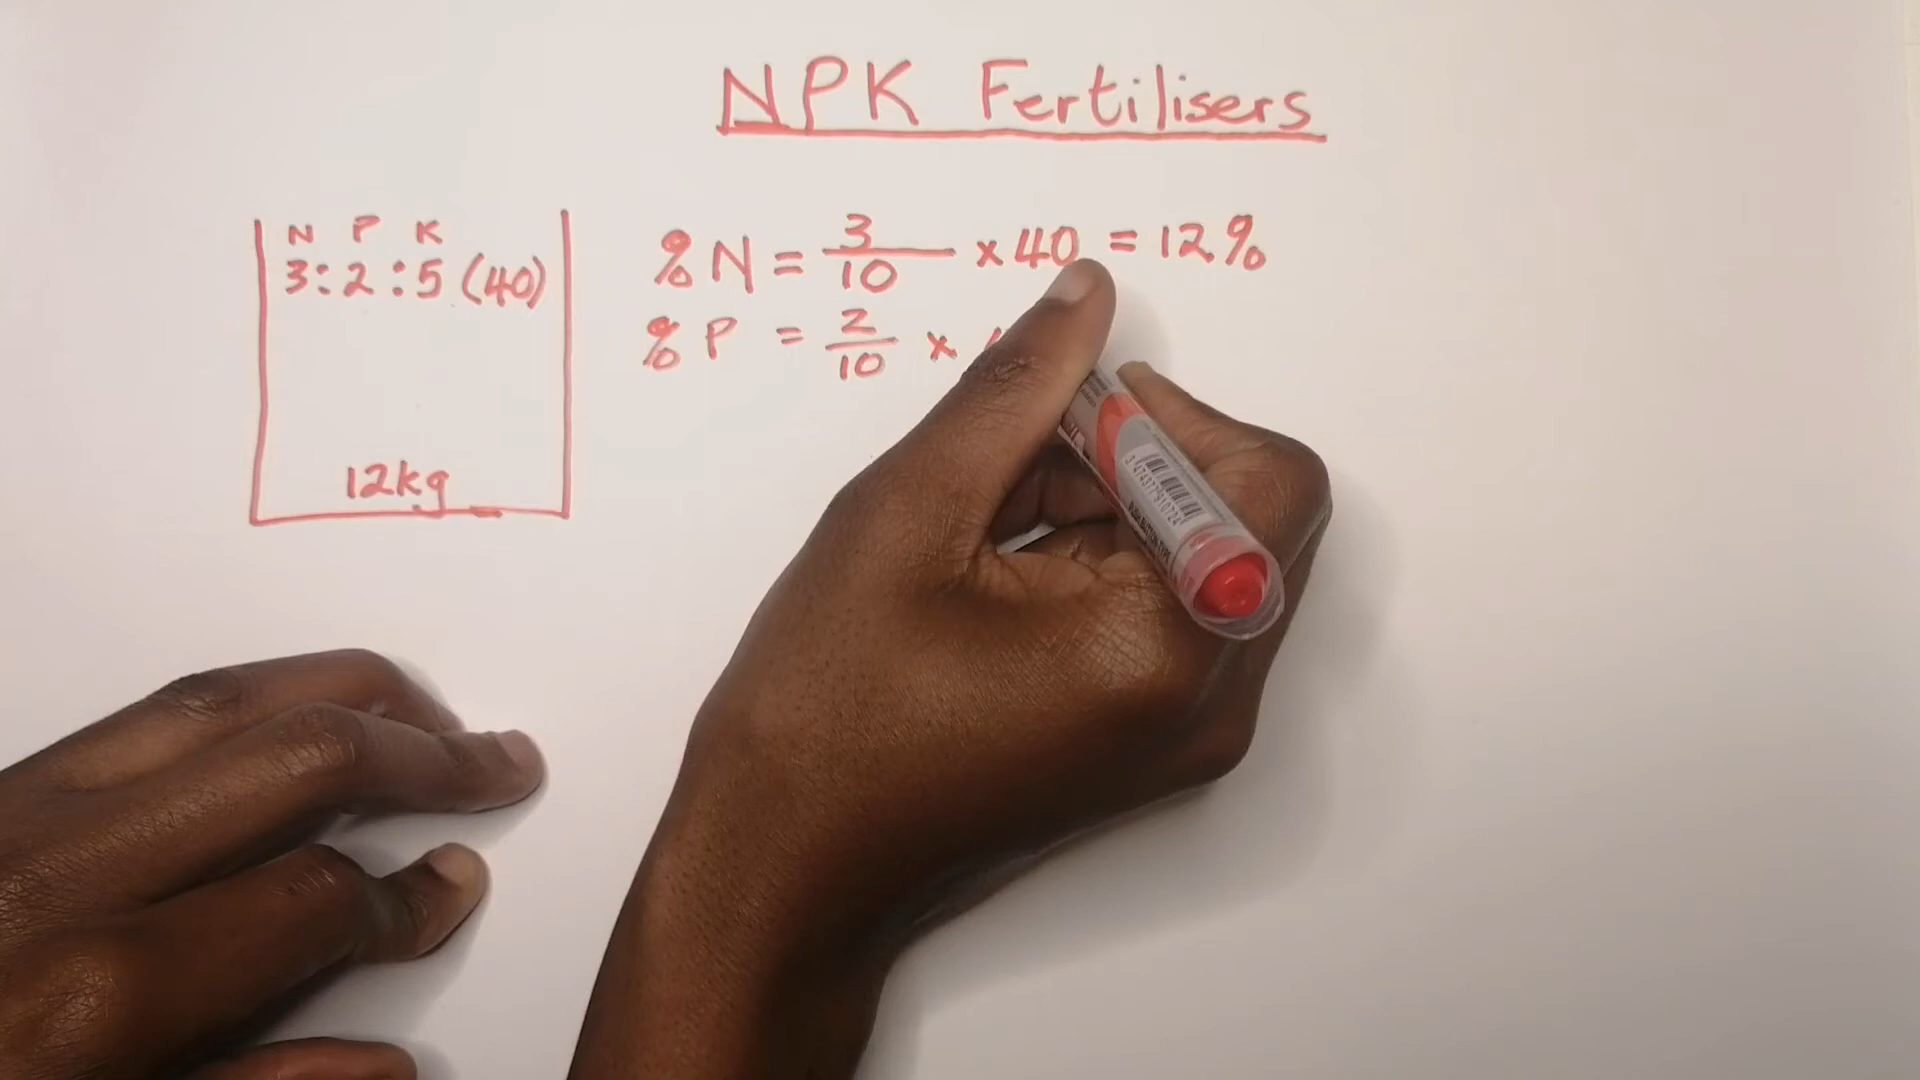 NPK Fertilisers
N P K
3:2:5 (40)
12kg
% N = 3/10 × 40 = 12%
% P = 2/10 ×